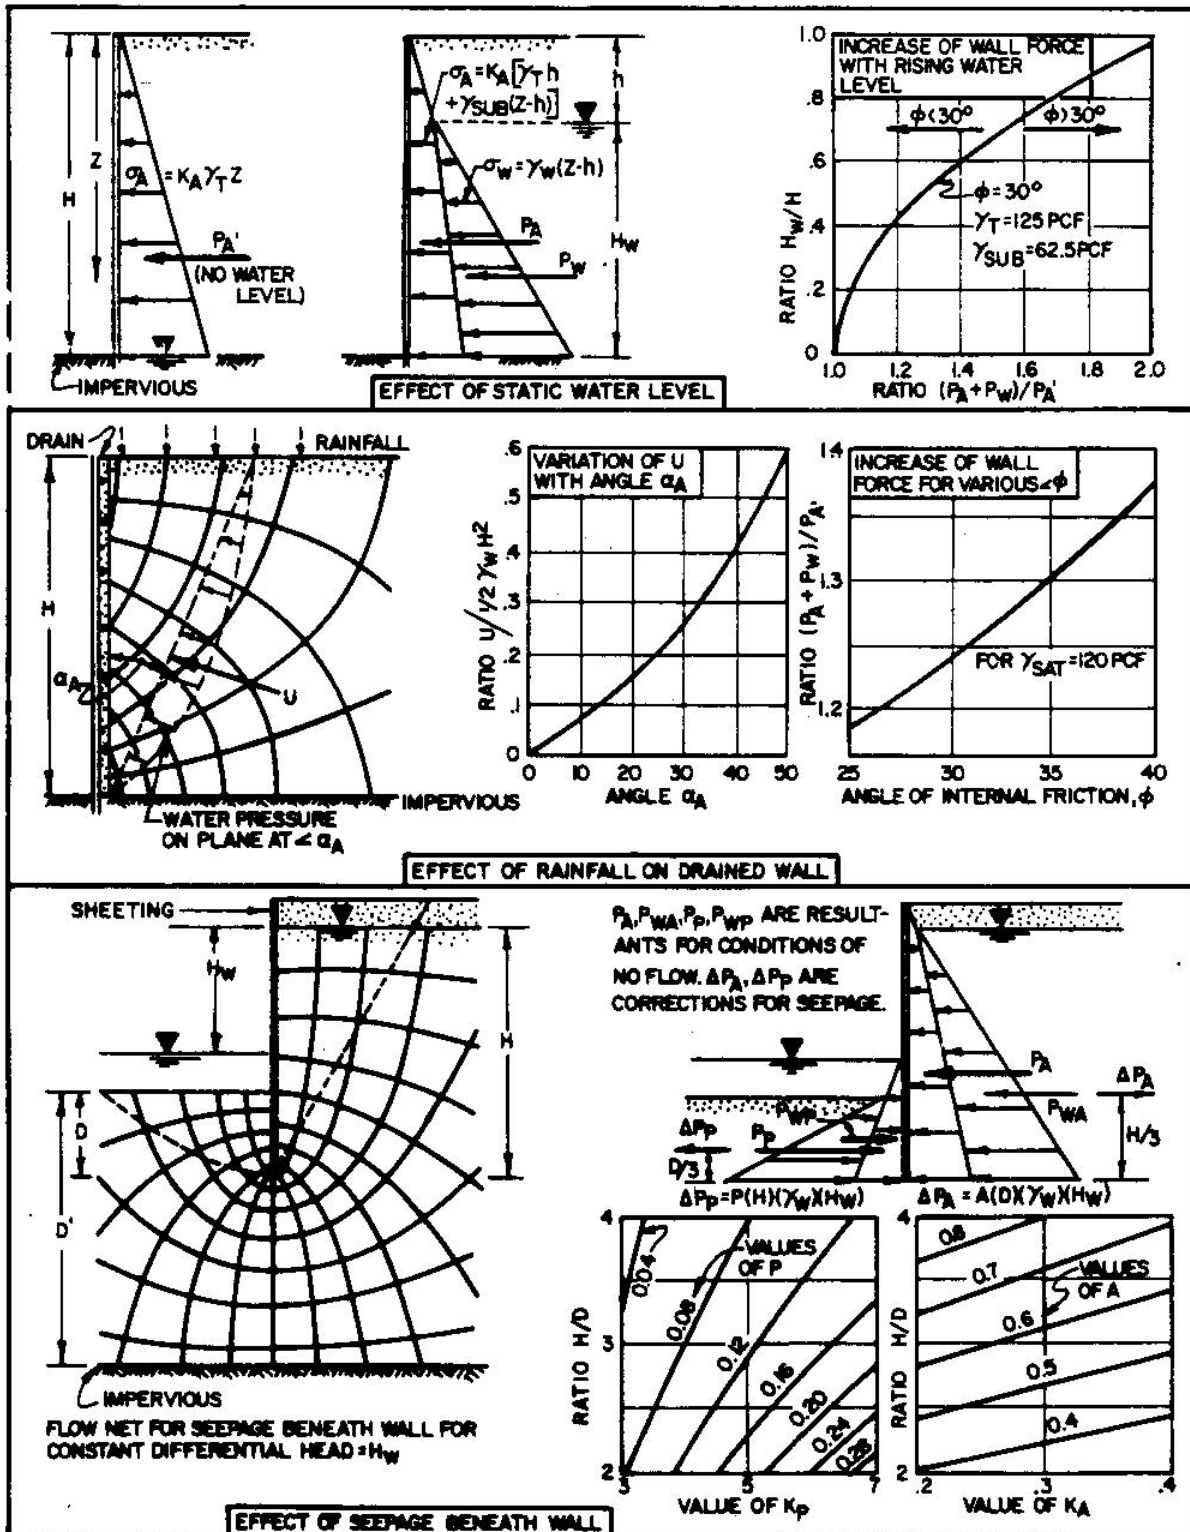 H
Z
σA = KA γT Z
PA'
(NO WATER
LEVEL)
IMPERVIOUS
σA = KA [γT h
+ γSUB (Z-h)]
h
σW = γW (Z-h)
PA
PW
HW
EFFECT OF STATIC WATER LEVEL
INCREASE OF WALL FORCE
WITH RISING WATER
LEVEL
ϕ < 30°
ϕ > 30°
ϕ = 30°
γT = 125 PCF
γSUB = 62.5 PCF
RATIO HW/H
1.0
.8
.6
.4
.2
0
1.0 1.2 1.4 1.6 1.8 2.0
RATIO (PA + PW)/PA'
DRAIN
RAINFALL
H
αA
U
IMPERVIOUS
WATER PRESSURE
ON PLANE AT ∠ αA
VARIATION OF U
WITH ANGLE αA
RATIO U/1/2 γW H²
.6
.5
.4
.3
.2
.1
0
0 10 20 30 40 50
ANGLE αA
INCREASE OF WALL
FORCE FOR VARIOUS ∠ϕ
RATIO (PA + PW)/PA'
1.4
1.3
1.2
FOR γSAT = 120 PCF
25 30 35 40
ANGLE OF INTERNAL FRICTION, ϕ
EFFECT OF RAINFALL ON DRAINED WALL
SHEETING
HW
H
D
D'
IMPERVIOUS
FLOW NET FOR SEEPAGE BENEATH WALL FOR
CONSTANT DIFFERENTIAL HEAD = HW
PA, PWA, PP, PWP ARE RESULT-
ANTS FOR CONDITIONS OF
NO FLOW. ΔPA, ΔPP ARE
CORRECTIONS FOR SEEPAGE.
PA
ΔPA
PWA
H/3
PWP
ΔPP
PP
D/3
ΔPP = P(H)(γW)(HW)
ΔPA = A(D)(γW)(HW)
RATIO H/D
4
3
2
0.04
0.08
VALUES
OF P
0.12
0.16
0.20
0.24
0.28
3 5 7
VALUE OF KP
RATIO H/D
4
3
2
0.8
0.7
VALUES
OF A
0.6
0.5
0.4
.2 .3 .4
VALUE OF KA
EFFECT OF SEEPAGE BENEATH WALL